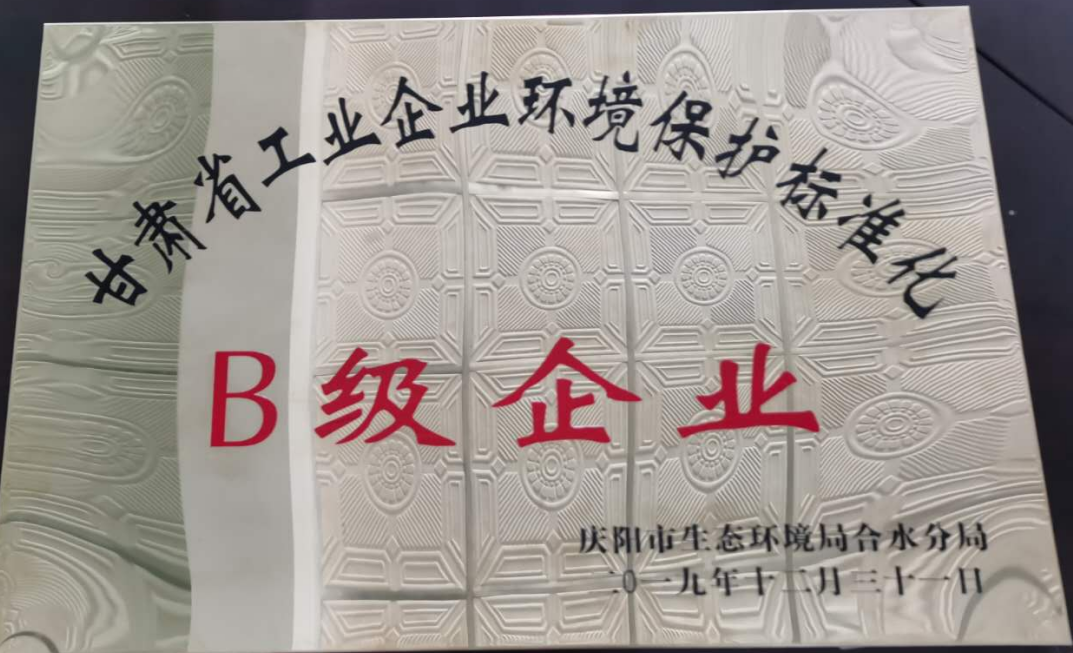 甘肃省工业企业环境保护标准化
B级企业
庆阳市生态环境局合水分局
二0一九年十二月三十一日